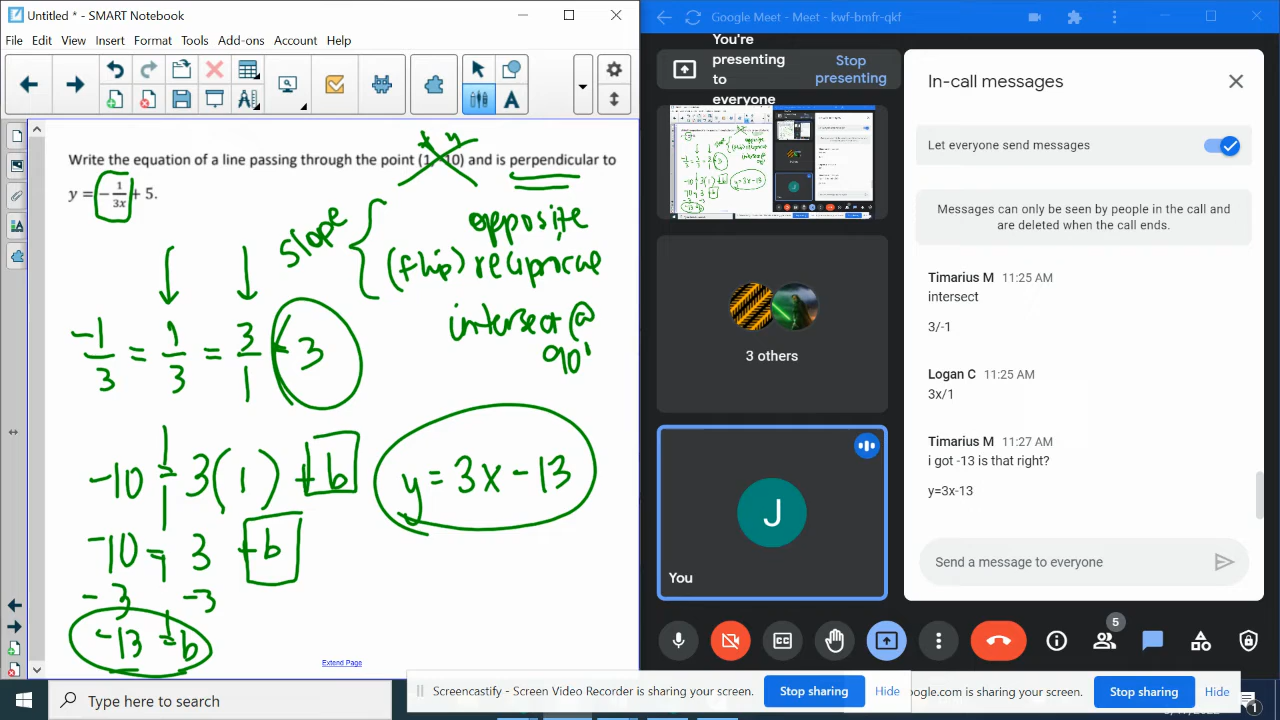 Untitled * - SMART Notebook
File Edit View Insert Format Tools Add-ons Account Help
Write the equation of a line passing through the point (1, -10) and is perpendicular to
y = -1/3x + 5.
x y
slope
opposite
(flip) reciprocal
intersect @
90°
-1/3 = 1/3 = 3/1 = 3
-10 = 3(1) + b
y = 3x - 13
-10 = 3 + b
-3 -3
-13 = b
Extend Page
Google Meet - Meet - kwf-bmfr-qkf
You're
presenting
to
everyone
Stop
presenting
3 others
J
You
In-call messages
Let everyone send messages
Messages can only be seen by people in the call and
are deleted when the call ends.
Timarius M 11:25 AM
intersect
3/-1
Logan C 11:25 AM
3x/1
Timarius M 11:27 AM
i got -13 is that right?
y=3x-13
Send a message to everyone
5
Screencastify - Screen Video Recorder is sharing your screen.
Stop sharing
Hide
oogle.com is sharing your screen.
Stop sharing
Hide
Type here to search
1